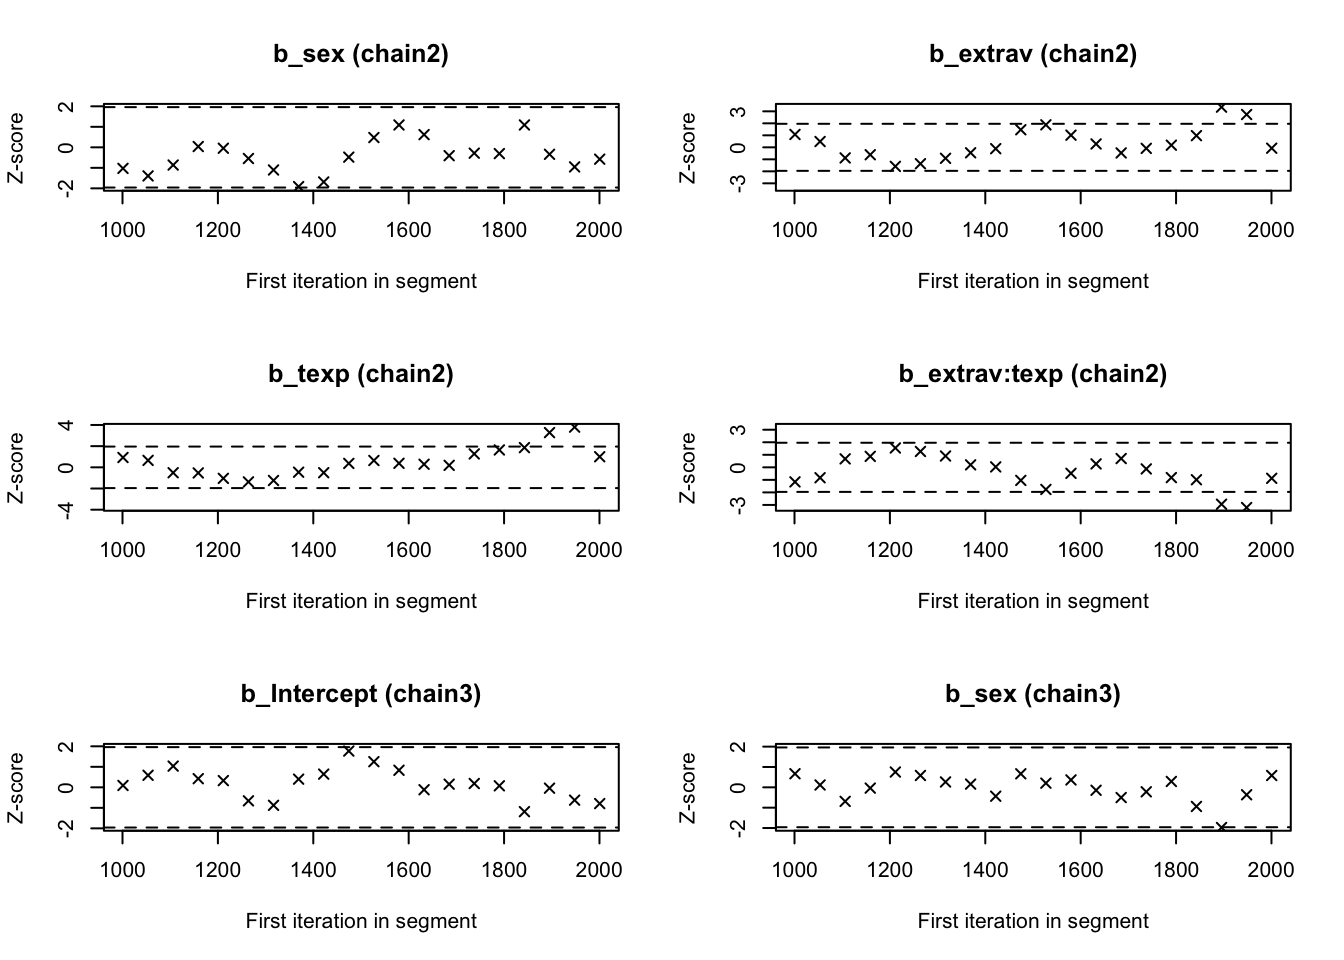 b_sex (chain2)
Z-score
2
0
-2
1000 1200 1400 1600 1800 2000
First iteration in segment
b_extrav (chain2)
Z-score
3
0
-3
1000 1200 1400 1600 1800 2000
First iteration in segment
b_texp (chain2)
Z-score
4
0
-4
1000 1200 1400 1600 1800 2000
First iteration in segment
b_extrav:texp (chain2)
Z-score
3
0
-3
1000 1200 1400 1600 1800 2000
First iteration in segment
b_Intercept (chain3)
Z-score
2
0
-2
1000 1200 1400 1600 1800 2000
First iteration in segment
b_sex (chain3)
Z-score
2
0
-2
1000 1200 1400 1600 1800 2000
First iteration in segment